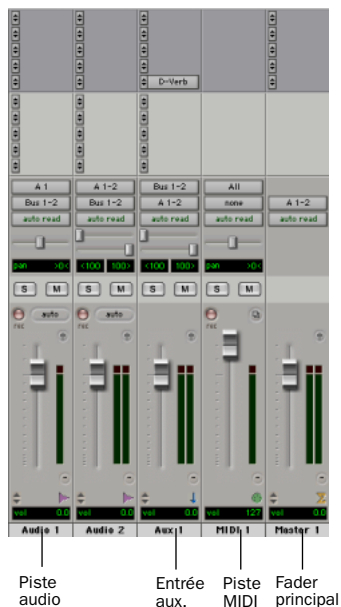 D-Verb
A 1 A 1-2 Bus 1-2 All
Bus 1-2 Bus 1-2 A 1-2 none A 1-2
auto read auto read auto read auto read auto read
pan >0< <100 100> <100 100> pan >0<
S M S M S M S M
auto auto
rec rec rec
vol 0.0 vol 0.0 vol 0.0 vol 127 vol 0.0
Audio 1 Audio 2 Aux 1 MIDI 1 Master 1
Piste audio
Entrée aux.
Piste MIDI
Fader principal